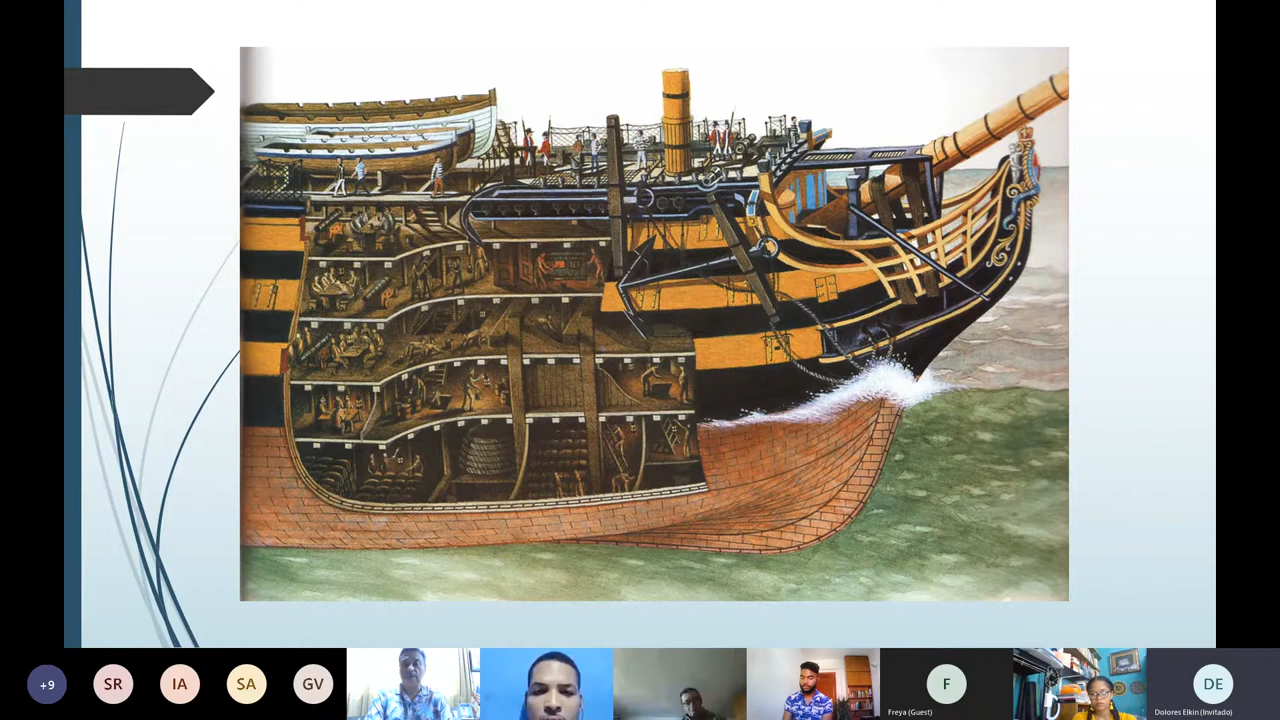 +9
SR
IA
SA
GV
F
DE
Freya (Guest)
Dolores Elkin (Invitado)